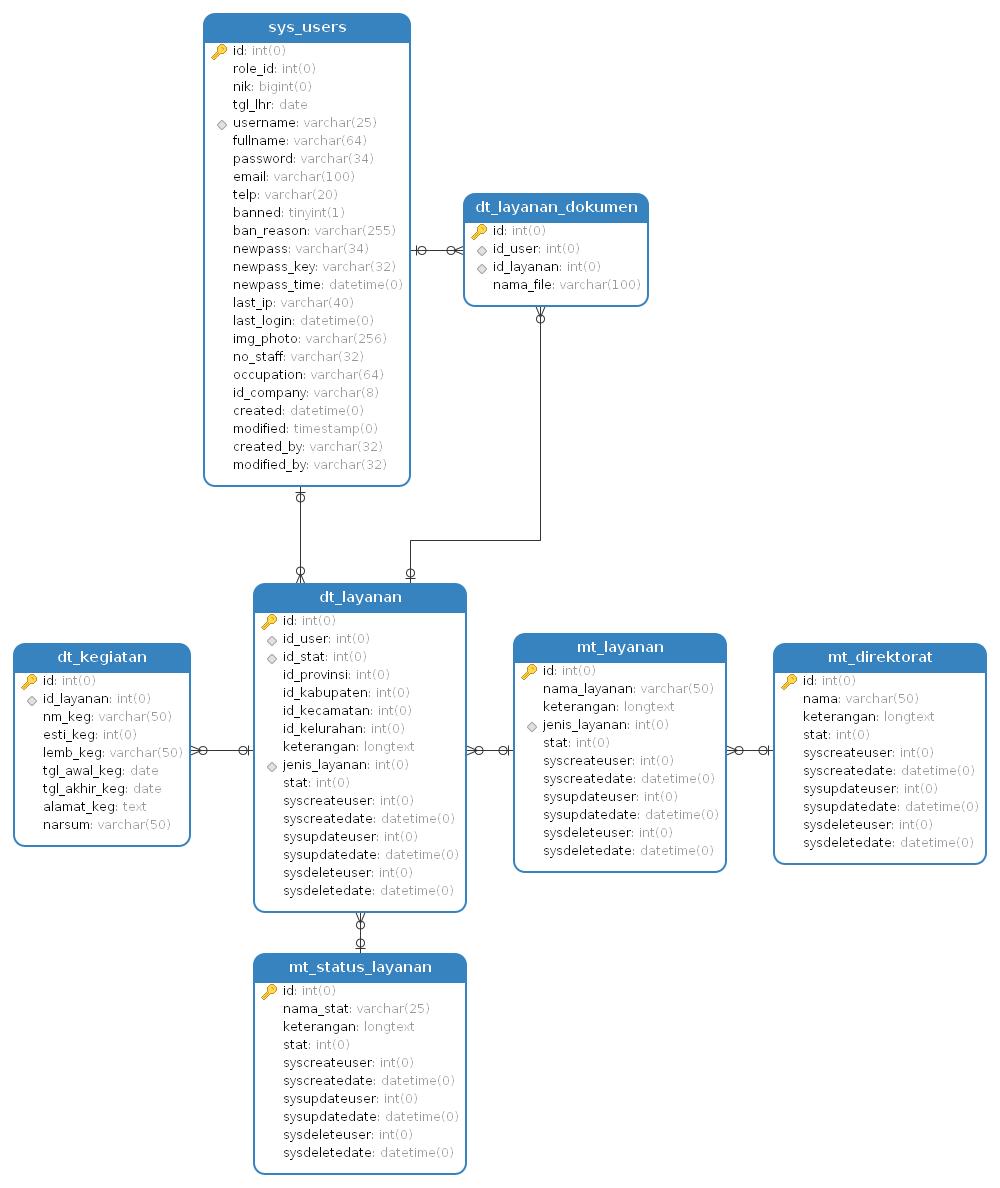 sys_users
id: int(0)
role_id: int(0)
nik: bigint(0)
tgl_lhr: date
username: varchar(25)
fullname: varchar(64)
password: varchar(34)
email: varchar(100)
telp: varchar(20)
banned: tinyint(1)
ban_reason: varchar(255)
newpass: varchar(34)
newpass_key: varchar(32)
newpass_time: datetime(0)
last_ip: varchar(40)
last_login: datetime(0)
img_photo: varchar(256)
no_staff: varchar(32)
occupation: varchar(64)
id_company: varchar(8)
created: datetime(0)
modified: timestamp(0)
created_by: varchar(32)
modified_by: varchar(32)
dt_layanan_dokumen
id: int(0)
id_user: int(0)
id_layanan: int(0)
nama_file: varchar(100)
dt_kegiatan
id: int(0)
id_layanan: int(0)
nm_keg: varchar(50)
esti_keg: int(0)
lemb_keg: varchar(50)
tgl_awal_keg: date
tgl_akhir_keg: date
alamat_keg: text
narsum: varchar(50)
dt_layanan
id: int(0)
id_user: int(0)
id_stat: int(0)
id_provinsi: int(0)
id_kabupaten: int(0)
id_kecamatan: int(0)
id_kelurahan: int(0)
keterangan: longtext
jenis_layanan: int(0)
stat: int(0)
syscreateuser: int(0)
syscreatedate: datetime(0)
sysupdateuser: int(0)
sysupdatedate: datetime(0)
sysdeleteuser: int(0)
sysdeletedate: datetime(0)
mt_layanan
id: int(0)
nama_layanan: varchar(50)
keterangan: longtext
jenis_layanan: int(0)
stat: int(0)
syscreateuser: int(0)
syscreatedate: datetime(0)
sysupdateuser: int(0)
sysupdatedate: datetime(0)
sysdeleteuser: int(0)
sysdeletedate: datetime(0)
mt_direktorat
id: int(0)
nama: varchar(50)
keterangan: longtext
stat: int(0)
syscreateuser: int(0)
syscreatedate: datetime(0)
sysupdateuser: int(0)
sysupdatedate: datetime(0)
sysdeleteuser: int(0)
sysdeletedate: datetime(0)
mt_status_layanan
id: int(0)
nama_stat: varchar(25)
keterangan: longtext
stat: int(0)
syscreateuser: int(0)
syscreatedate: datetime(0)
sysupdateuser: int(0)
sysupdatedate: datetime(0)
sysdeleteuser: int(0)
sysdeletedate: datetime(0)